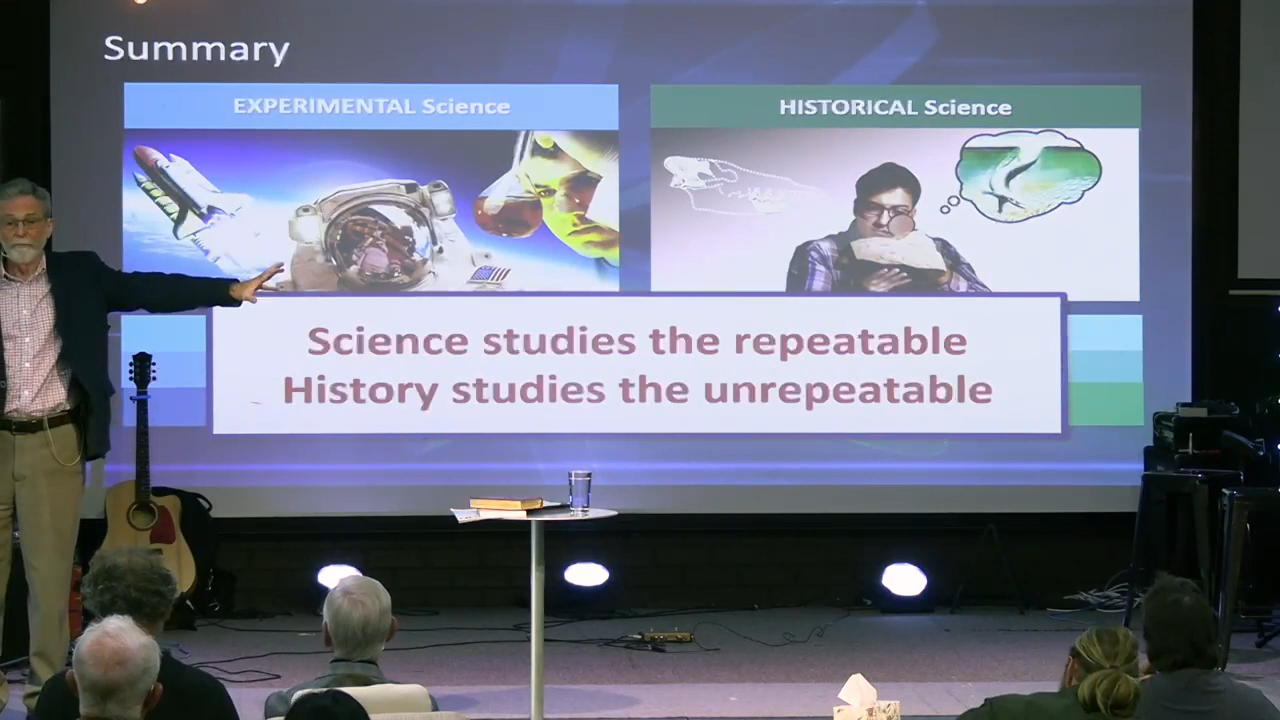 Summary
EXPERIMENTAL Science
HISTORICAL Science
Science studies the repeatable
History studies the unrepeatable